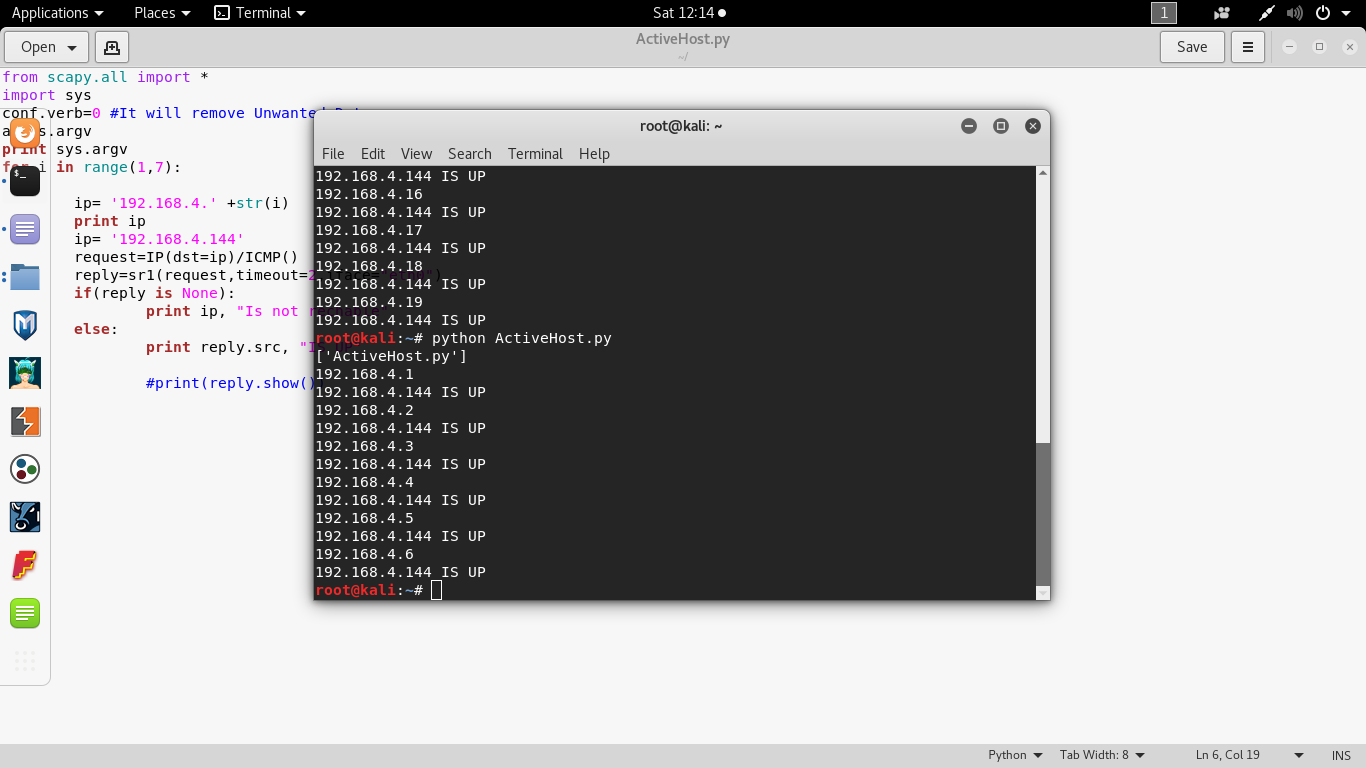 Applications Places Terminal Sat 12:14 1
Open ActiveHost.py Save
~/
from scapy.all import *
import sys
conf.verb=0 #It will remove Unwanted
sys.argv
print sys.argv
for i in range(1,7):
ip= '192.168.4.' +str(i)
print ip
ip= '192.168.4.144'
request=IP(dst=ip)/ICMP()
reply=sr1(request,timeout=2
if(reply is None):
print ip, "Is not
else:
print reply.src, "
#print(reply.show()
root@kali: ~
File Edit View Search Terminal Help
192.168.4.144 IS UP
192.168.4.16
192.168.4.144 IS UP
192.168.4.17
192.168.4.144 IS UP
192.168.4.18
192.168.4.144 IS UP
192.168.4.19
192.168.4.144 IS UP
root@kali:~# python ActiveHost.py
['ActiveHost.py']
192.168.4.1
192.168.4.144 IS UP
192.168.4.2
192.168.4.144 IS UP
192.168.4.3
192.168.4.144 IS UP
192.168.4.4
192.168.4.144 IS UP
192.168.4.5
192.168.4.144 IS UP
192.168.4.6
192.168.4.144 IS UP
root@kali:~#
Python Tab Width: 8 Ln 6, Col 19 INS